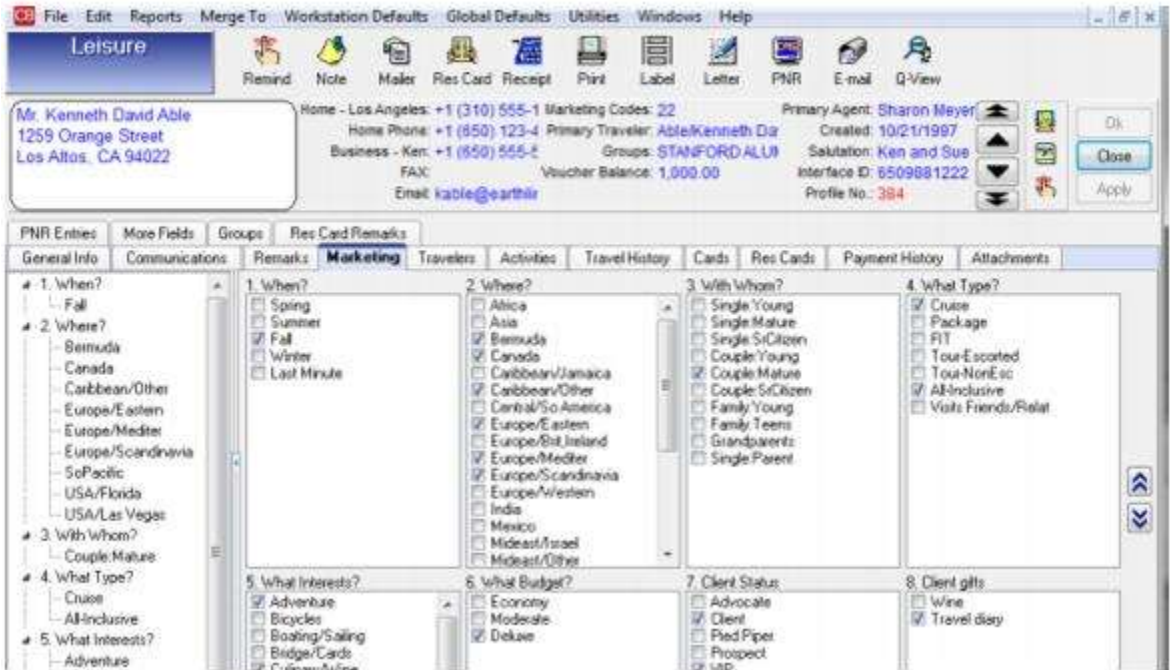 CB File Edit Reports Merge To Workstation Defaults Global Defaults Utilities Windows Help
Leisure
Remind Note Mailer Res Card Receipt Print Label Letter PNR E-mail Q-View
Mr. Kenneth David Able
1259 Orange Street
Los Altos, CA 94022
Home - Los Angeles: +1 (310) 555-1
Home Phone: +1 (650) 123-4
Business - Ken: +1 (650) 555-
FAX:
Email: kable@earthlir
Marketing Codes: 22
Primary Traveler: Able/Kenneth Da
Groups: STANFORD ALUI
Voucher Balance: 1,000.00
Primary Agent: Sharon Meyer
Created: 10/21/1997
Salutation: Ken and Sue
Interface ID: 6509881222
Profile No.: 384
Ok
Close
Apply
PNR Entries More Fields Groups Res Card Remarks
General Info Communications Remarks Marketing Travelers Activities Travel History Cards Res Cards Payment History Attachments
1. When?
Fall
2. Where?
Bermuda
Canada
Caribbean/Other
Europe/Eastern
Europe/Mediter
Europe/Scandinavia
SoPacific
USA/Florida
USA/Las Vegas
3. With Whom?
Couple:Mature
4. What Type?
Cruise
All-Inclusive
5. What Interests?
Adventure
1. When?
Spring
Summer
Fall
Winter
Last Minute
2. Where?
Africa
Asia
Bermuda
Canada
Caribbean/Jamaica
Caribbean/Other
Central/So America
Europe/Eastern
Europe/Brit,Ireland
Europe/Mediter
Europe/Scandinavia
Europe/Western
India
Mexico
Mideast/Israel
Mideast/Other
3. With Whom?
Single:Young
Single:Mature
Single:SrCitizen
Couple:Young
Couple:Mature
Couple:SrCitizen
Family:Young
Family:Teens
Grandparents
Single:Parent
4. What Type?
Cruise
Package
FIT
Tour-Escorted
Tour-NonEsc
All-Inclusive
Visits Friends/Relat
5. What Interests?
Adventure
Bicycles
Boating/Sailing
Bridge/Cards
Culinary/Wine
6. What Budget?
Economy
Moderate
Deluxe
7. Client Status
Advocate
Client
Pied Piper
Prospect
VIP
8. Client gifts
Wine
Travel diary